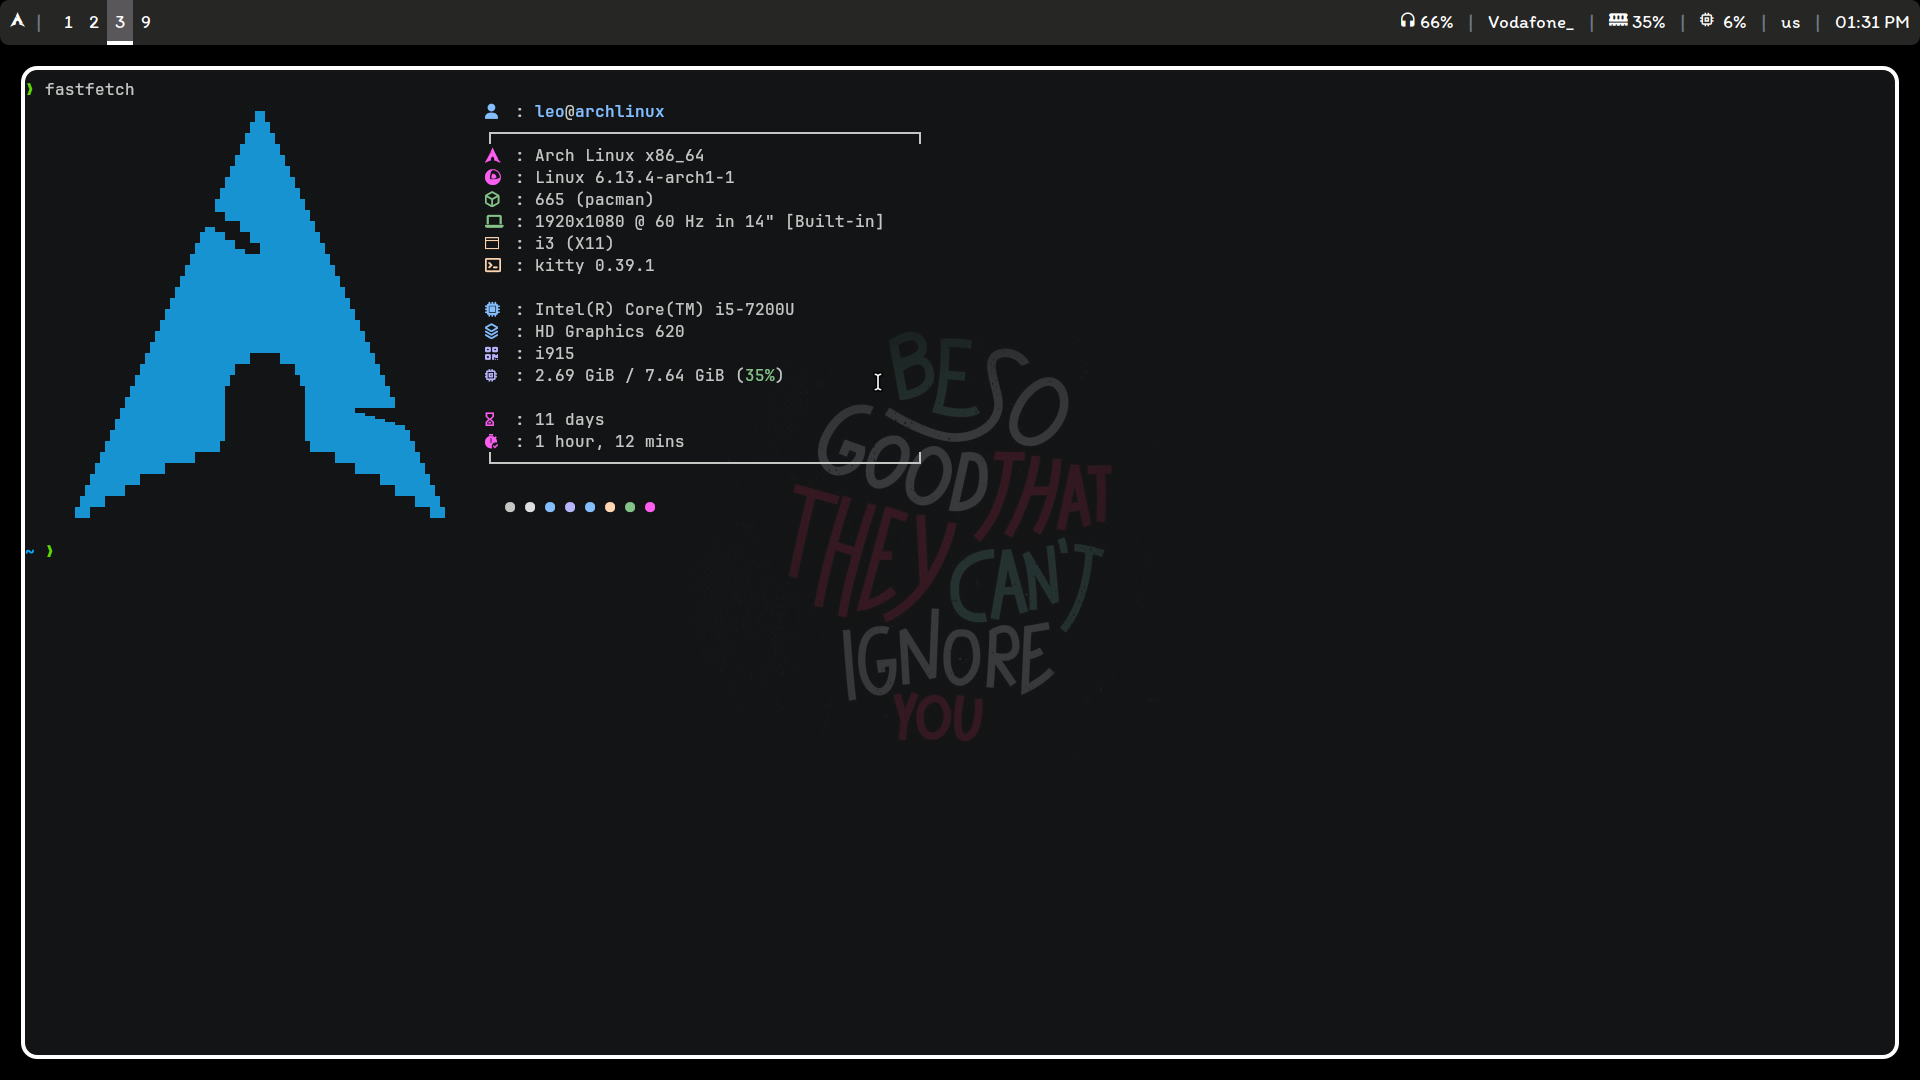 1 2 3 9
66% | Vodafone_ | 35% | 6% | us | 01:31 PM
❱ fastfetch
: leo@archlinux
: Arch Linux x86_64
: Linux 6.13.4-arch1-1
: 665 (pacman)
: 1920x1080 @ 60 Hz in 14" [Built-in]
: i3 (X11)
: kitty 0.39.1
: Intel(R) Core(TM) i5-7200U
: HD Graphics 620
: i915
: 2.69 GiB / 7.64 GiB (35%)
: 11 days
: 1 hour, 12 mins
~ ❱
BE SO
GOOD THAT
THEY CAN'T
IGNORE
YOU